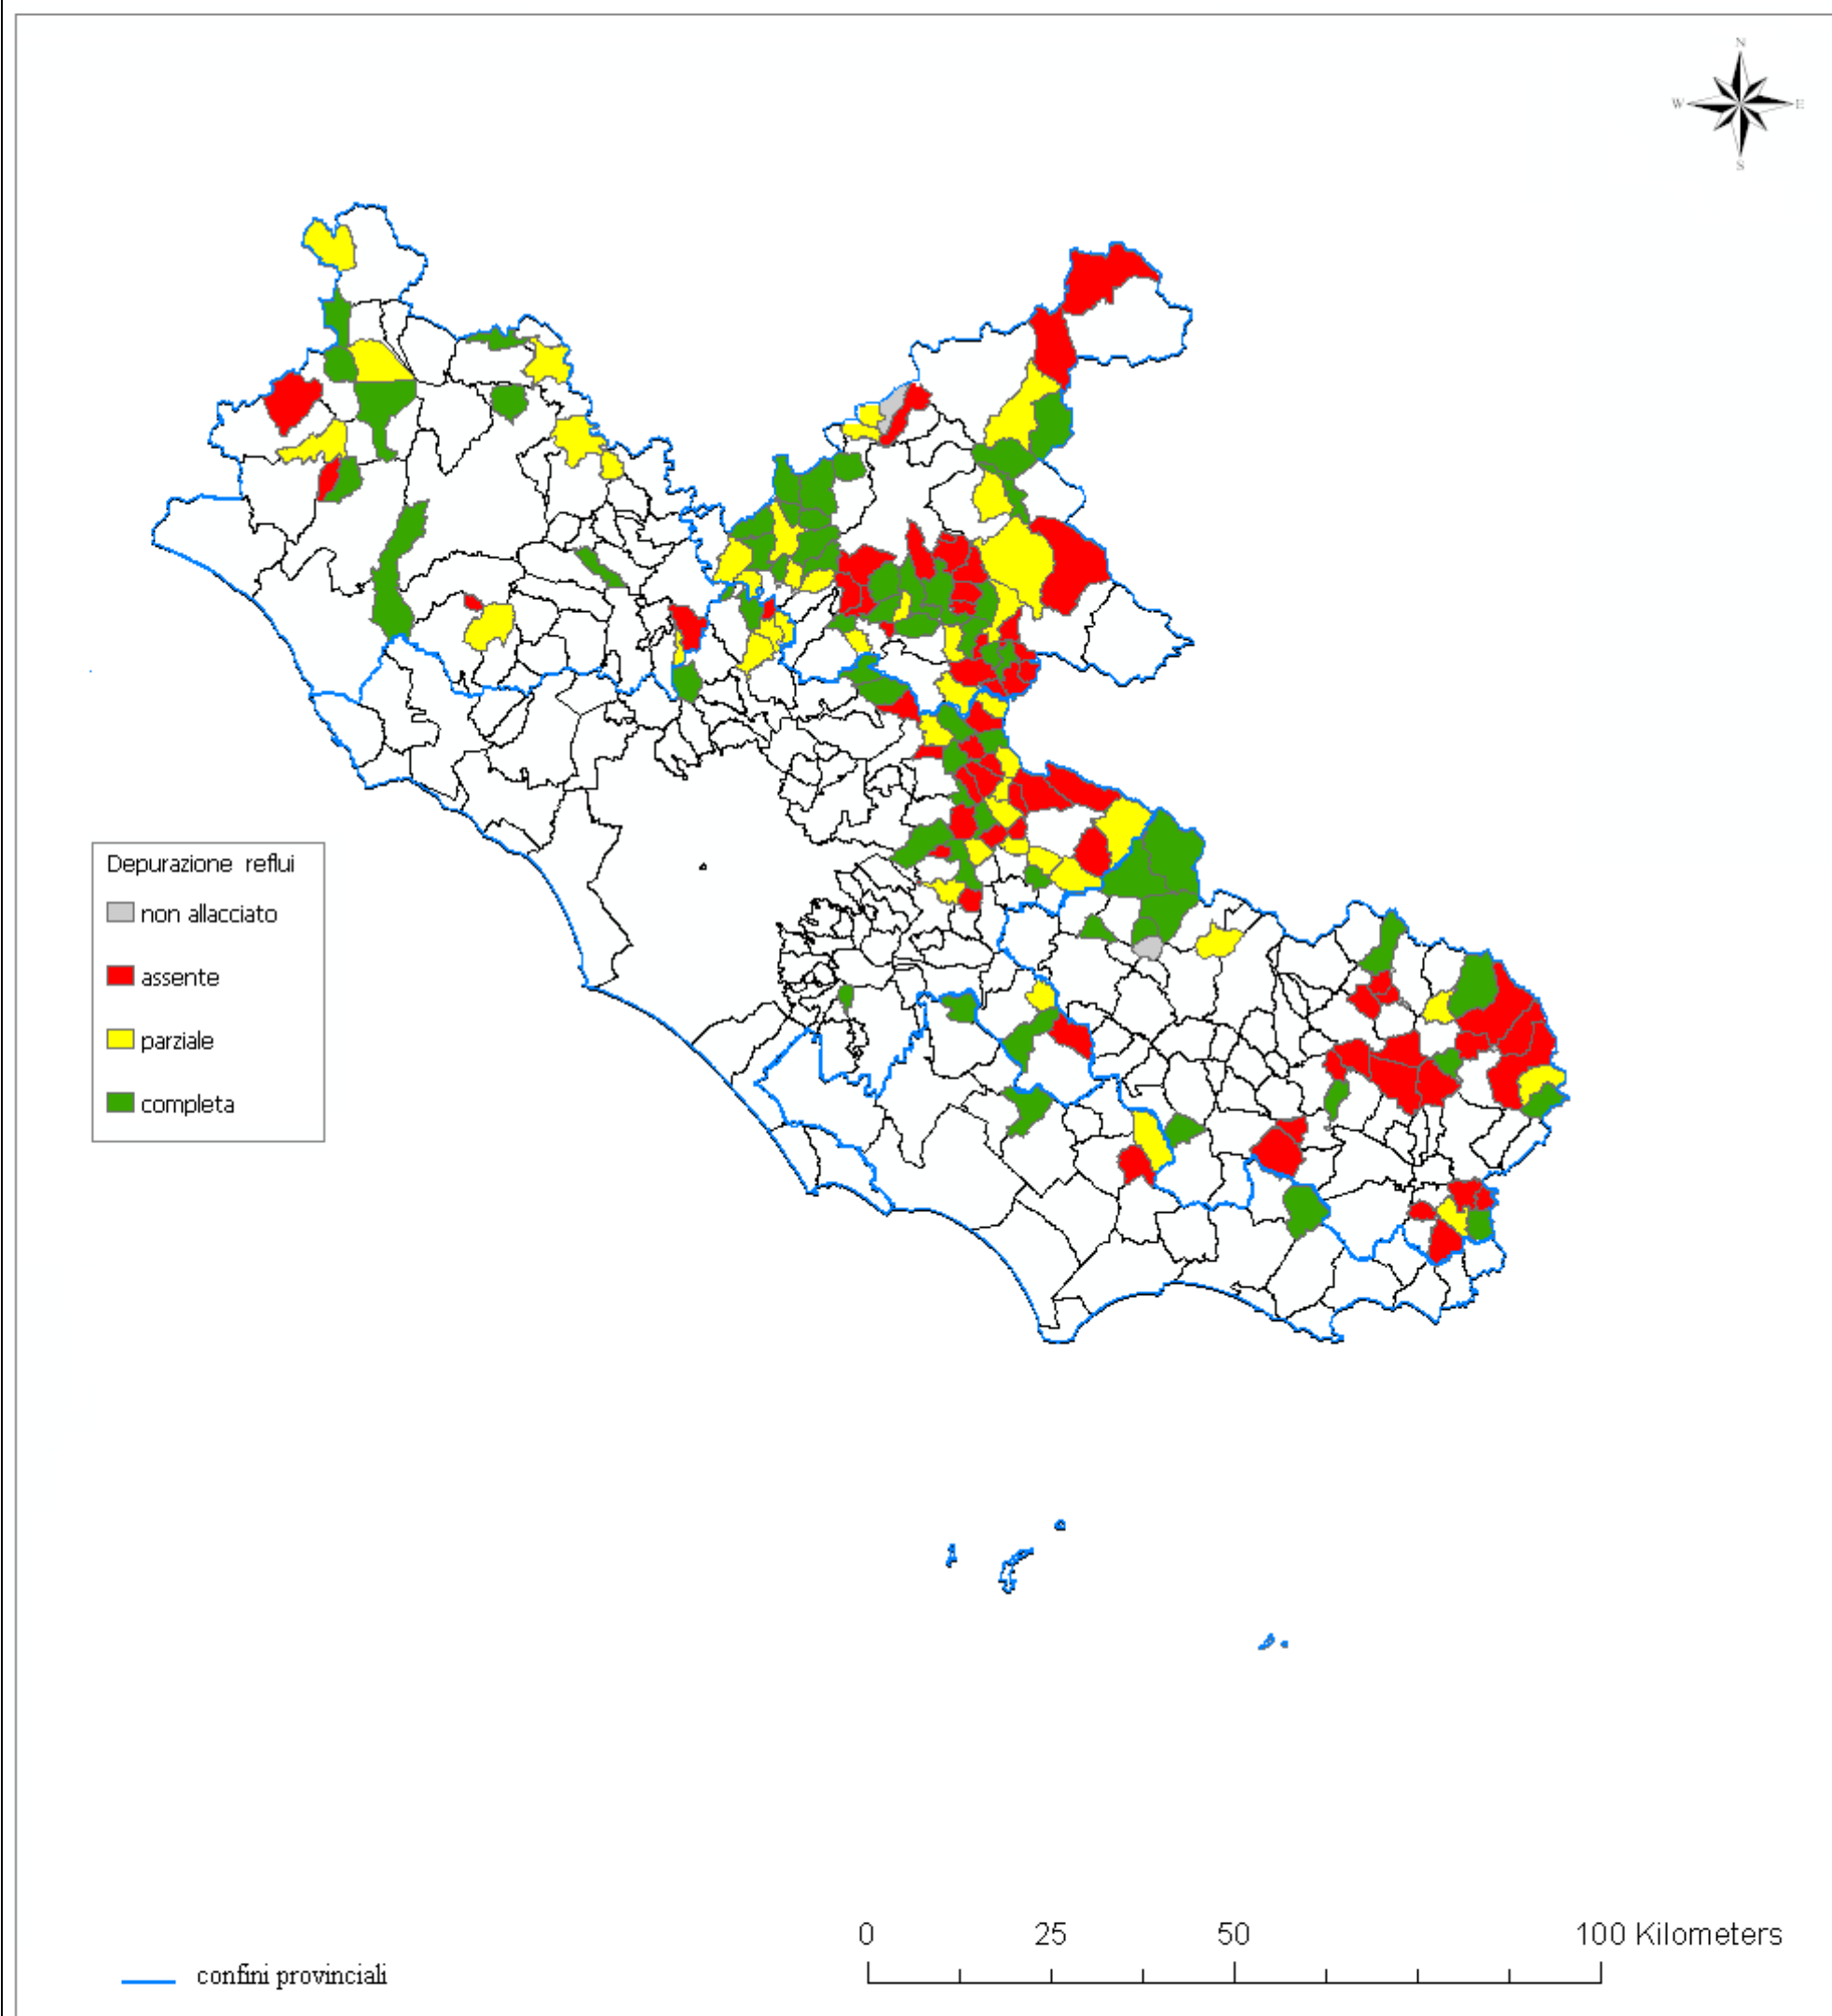 N
W E
S
Depurazione reflui
non allacciato
assente
parziale
completa
0 25 50 100 Kilometers
confini provinciali